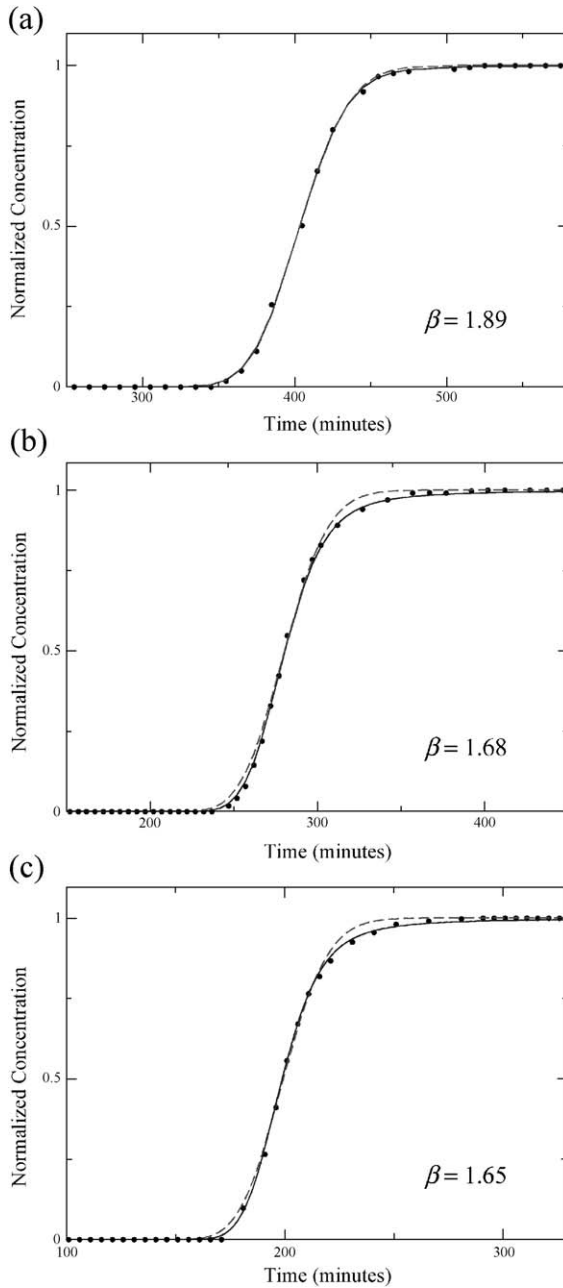 (a)
1
0.5
0
Normalized Concentration
β = 1.89
300
400
500
Time (minutes)
(b)
1
0.5
0
Normalized Concentration
β = 1.68
200
300
400
Time (minutes)
(c)
1
0.5
0
Normalized Concentration
β = 1.65
100
200
300
Time (minutes)